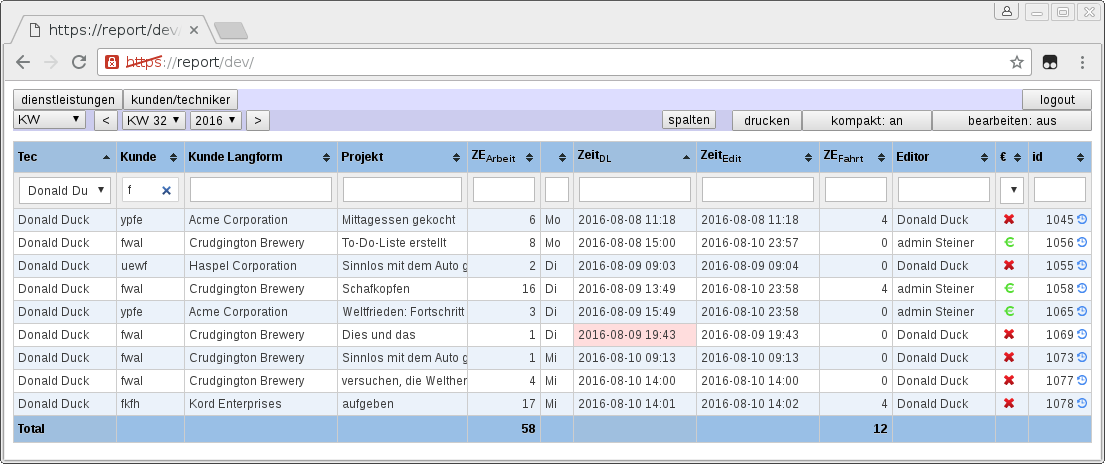 https://report/dev/
https://report/dev/
dienstleistungen kunden/techniker logout
KW < KW 32 2016 > spalten drucken kompakt: an bearbeiten: aus
Tec Kunde Kunde Langform Projekt ZEArbeit ZeitDL ZeitEdit ZEFahrt Editor € id
Donald Du f
Donald Duck ypfe Acme Corporation Mittagessen gekocht 6 Mo 2016-08-08 11:18 2016-08-08 11:18 4 Donald Duck 1045
Donald Duck fwal Crudgington Brewery To-Do-Liste erstellt 8 Mo 2016-08-08 15:00 2016-08-10 23:57 0 admin Steiner € 1056
Donald Duck uewf Haspel Corporation Sinnlos mit dem Auto g 2 Di 2016-08-09 09:03 2016-08-09 09:04 0 Donald Duck 1055
Donald Duck fwal Crudgington Brewery Schafkopfen 16 Di 2016-08-09 13:49 2016-08-10 23:58 4 admin Steiner € 1058
Donald Duck ypfe Acme Corporation Weltfrieden: Fortschritt 3 Di 2016-08-09 15:49 2016-08-10 23:58 0 admin Steiner € 1065
Donald Duck fwal Crudgington Brewery Dies und das 1 Di 2016-08-09 19:43 2016-08-09 19:43 0 Donald Duck 1069
Donald Duck fwal Crudgington Brewery Sinnlos mit dem Auto g 1 Mi 2016-08-10 09:13 2016-08-10 09:13 0 Donald Duck 1073
Donald Duck fwal Crudgington Brewery versuchen, die Welther 4 Mi 2016-08-10 14:00 2016-08-10 14:00 0 Donald Duck 1077
Donald Duck fkfh Kord Enterprises aufgeben 17 Mi 2016-08-10 14:01 2016-08-10 14:02 4 Donald Duck 1078
Total 58 12